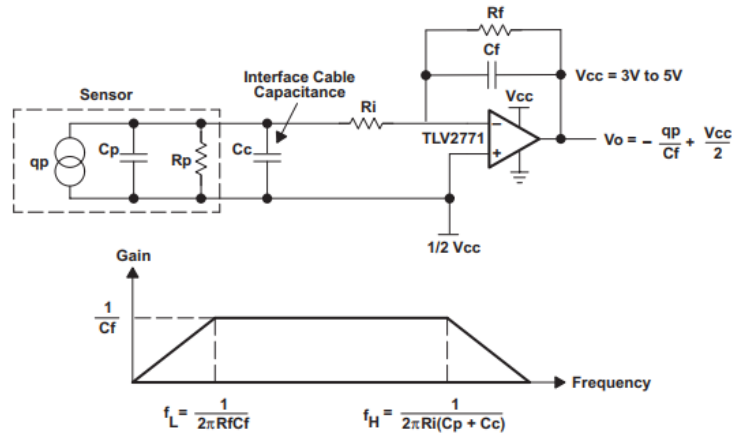 Rf
Cf
Vcc = 3V to 5V
Interface Cable
Capacitance
Sensor
Ri
Vcc
TLV2771
qp
Cp
Rp
Cc
−
+
Vo = − qp/Cf + Vcc/2
1/2 Vcc
Gain
1/Cf
Frequency
fL = 1/2πRfCf
fH = 1/2πRi(Cp + Cc)